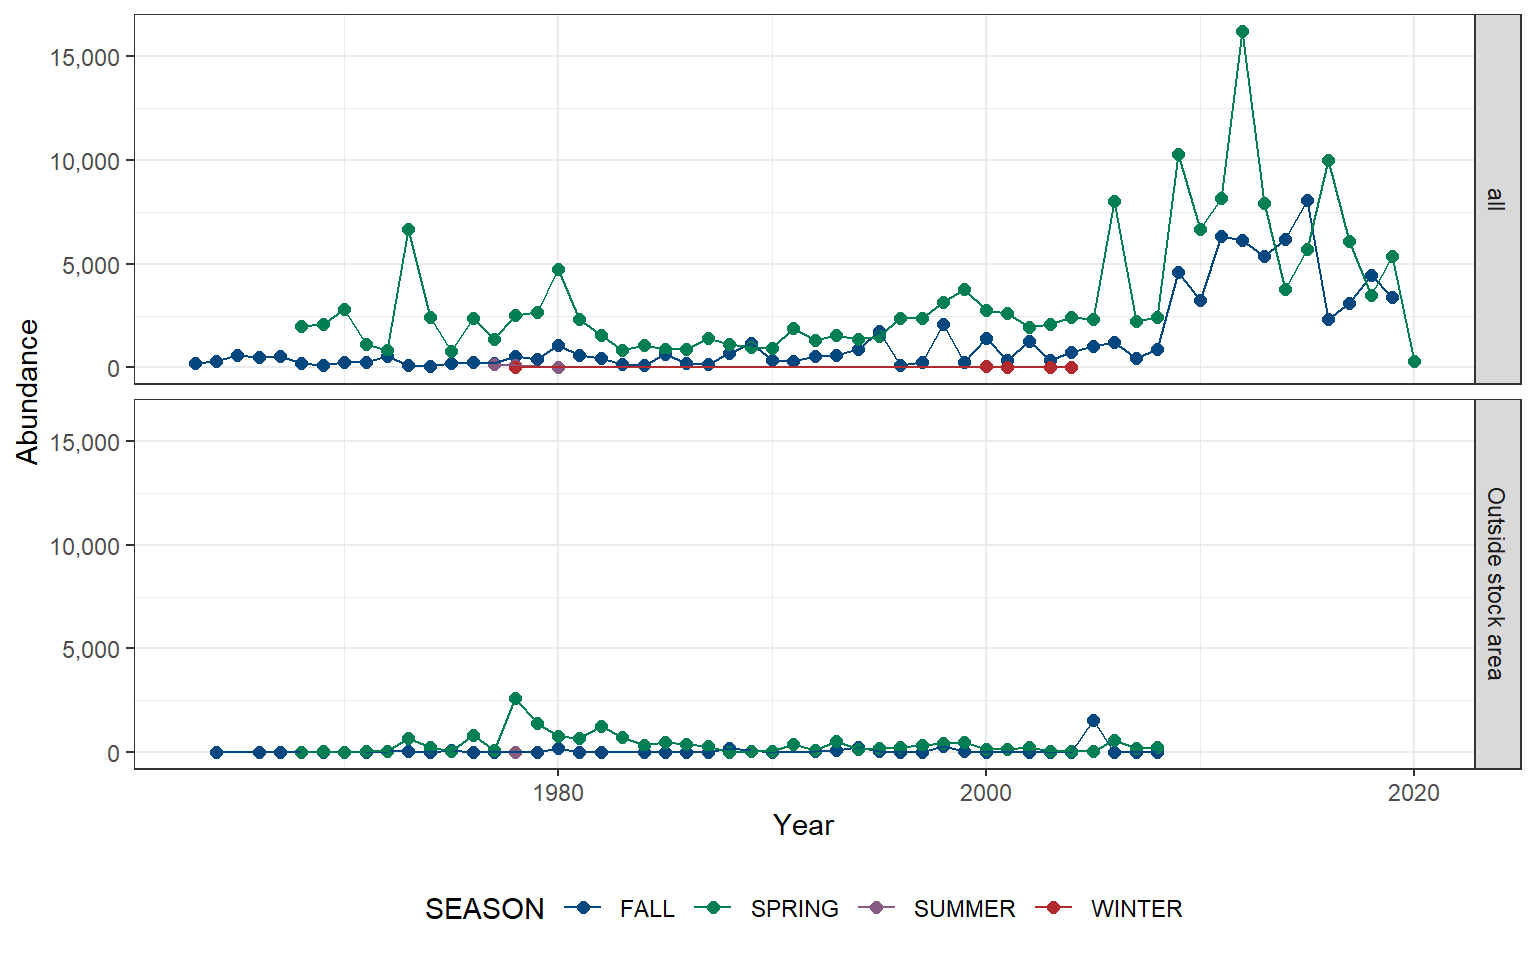 15,000
10,000
5,000
0
all
15,000
10,000
5,000
0
Outside stock area
Abundance
1980
2000
2020
Year
SEASON FALL SPRING SUMMER WINTER